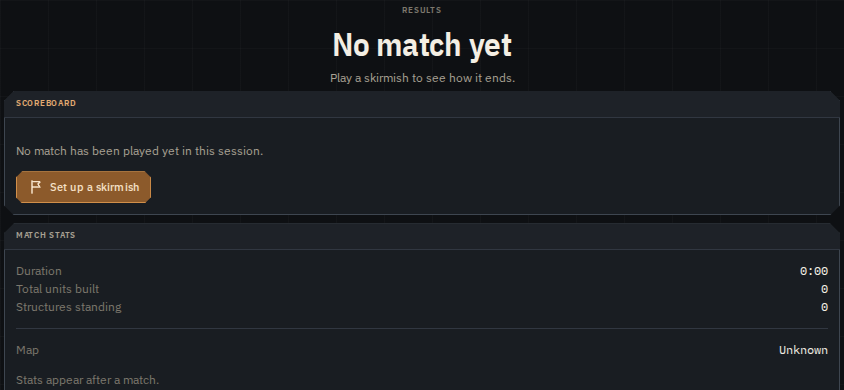 RESULTS
No match yet
Play a skirmish to see how it ends.
SCOREBOARD
No match has been played yet in this session.
Set up a skirmish
MATCH STATS
Duration 0:00
Total units built 0
Structures standing 0
Map Unknown
Stats appear after a match.